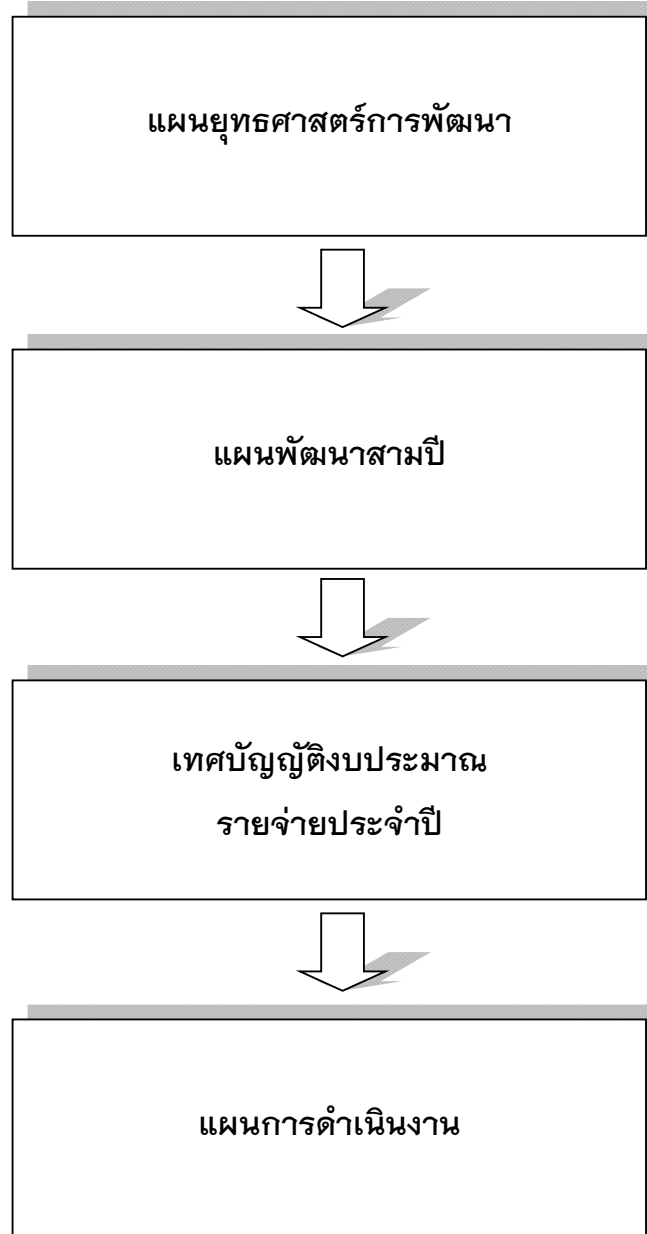 แผนยุทธศาสตร์การพัฒนา
แผนพัฒนาสามปี
เทศบัญญัติงบประมาณ
รายจ่ายประจำปี
แผนการดำเนินงาน